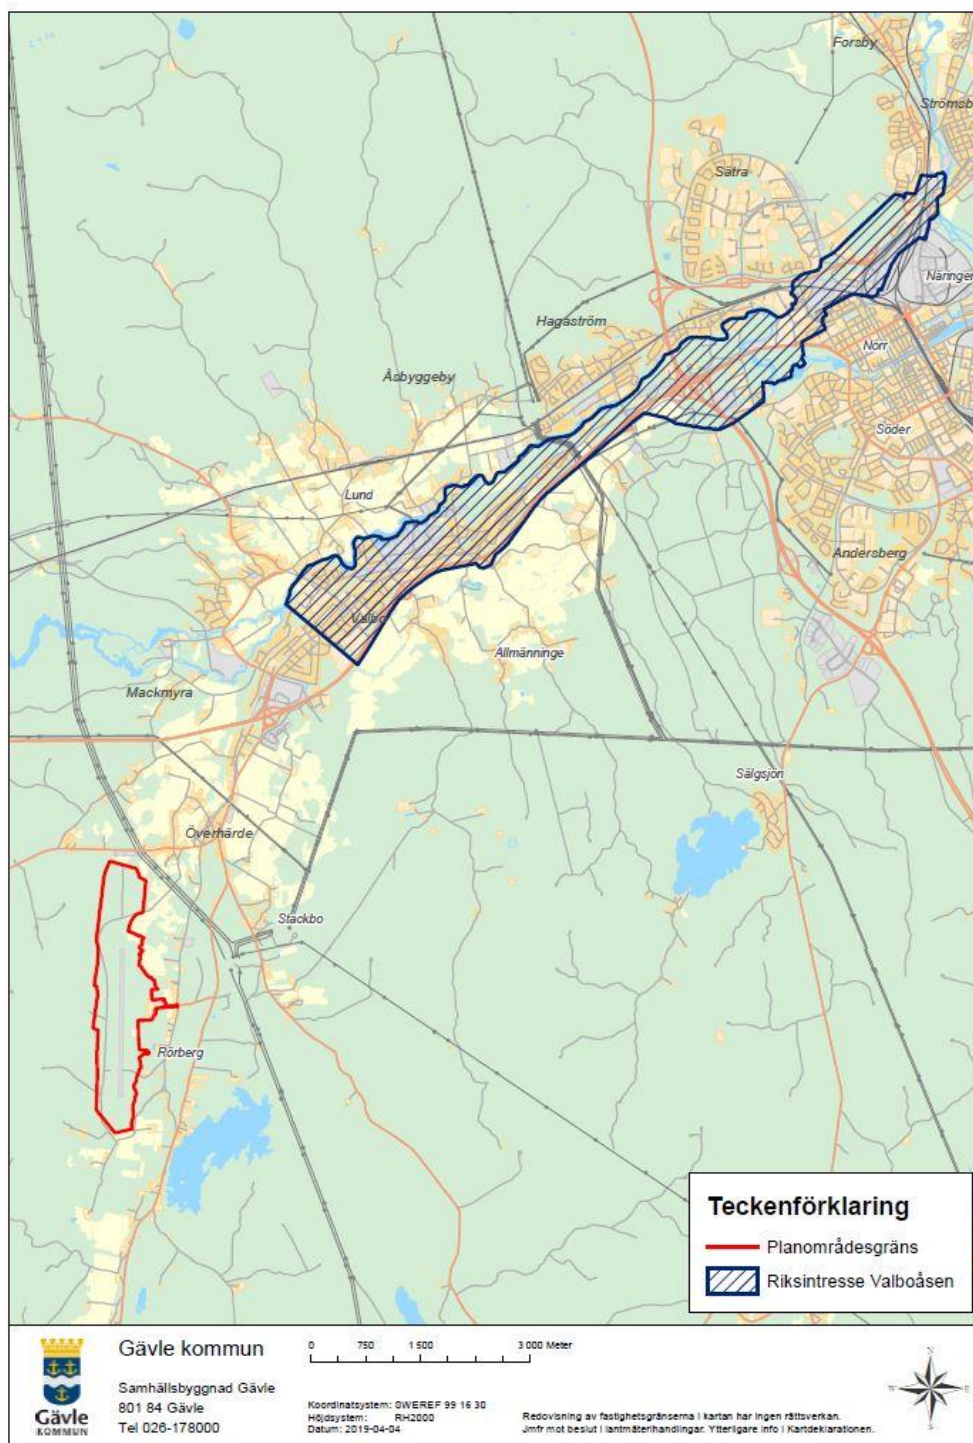 Forsby
Strömsb
Sätra
Näringen
Hagaström
Norr
Åsbyggeby
Söder
Lund
Andersberg
Valbo
Allmänninge
Mackmyra
Sälgsjön
Överhärde
Stackbo
Rörberg
Teckenförklaring
Planområdesgräns
Riksintresse Valboåsen
Gävle
KOMMUN
Gävle kommun
Samhällsbyggnad Gävle
801 84 Gävle
Tel 026-178000
0 750 1 500 3 000 Meter
Koordinatsystem: SWEREF 99 16 30
Höjdsystem: RH2000
Datum: 2019-04-04
Redovisning av fastighetsgränserna i kartan har ingen rättsverkan.
Jmfr mot beslut i lantmäterihandlingar. Ytterligare info i Kartdeklarationen.
N
W E
S